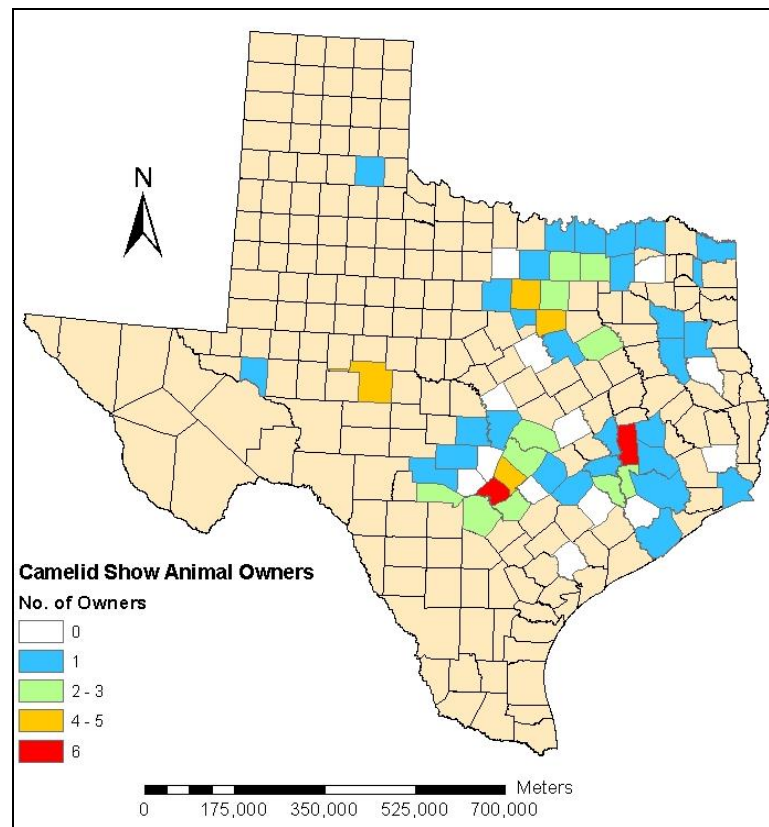 N
Camelid Show Animal Owners
No. of Owners
0
1
2 - 3
4 - 5
6
Meters
0 175,000 350,000 525,000 700,000